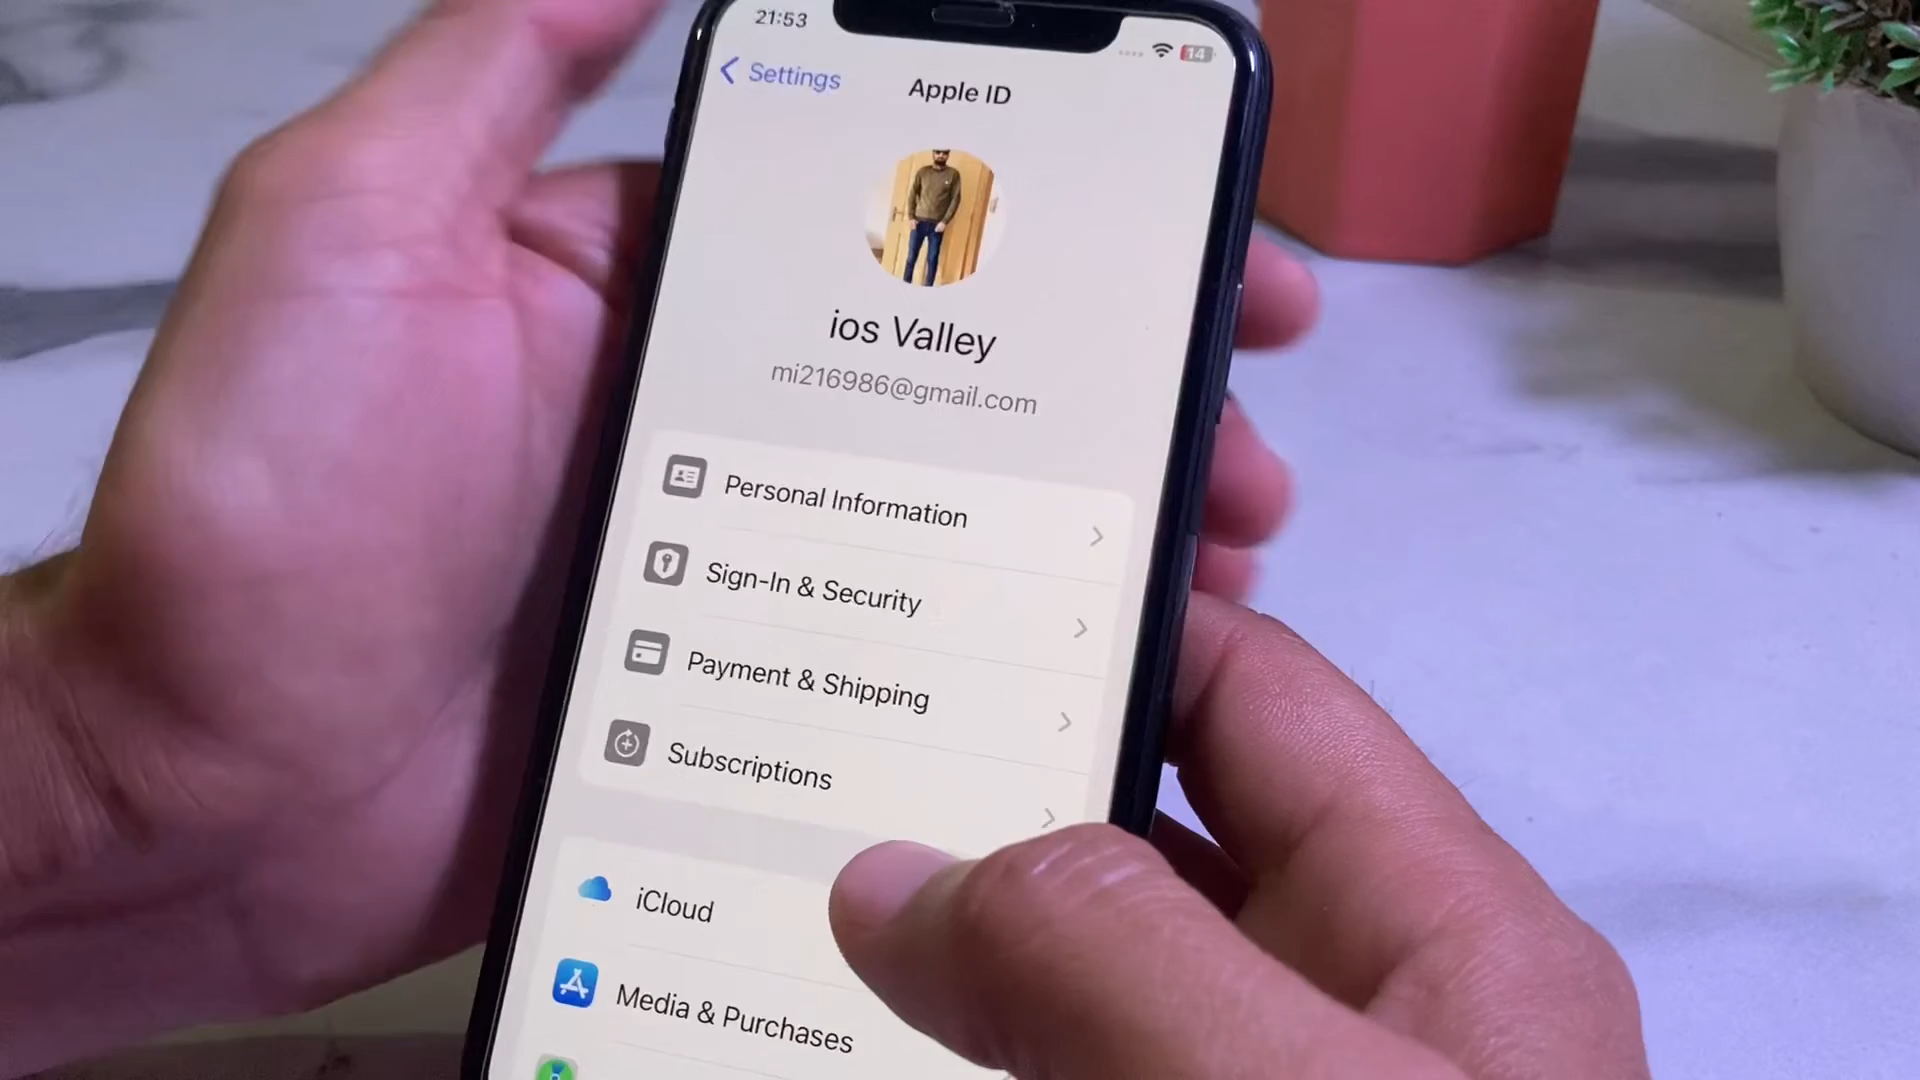 21:53
14
Settings
Apple ID
ios Valley
mi216986@gmail.com
Personal Information
Sign-In & Security
Payment & Shipping
Subscriptions
iCloud
Media & Purchases